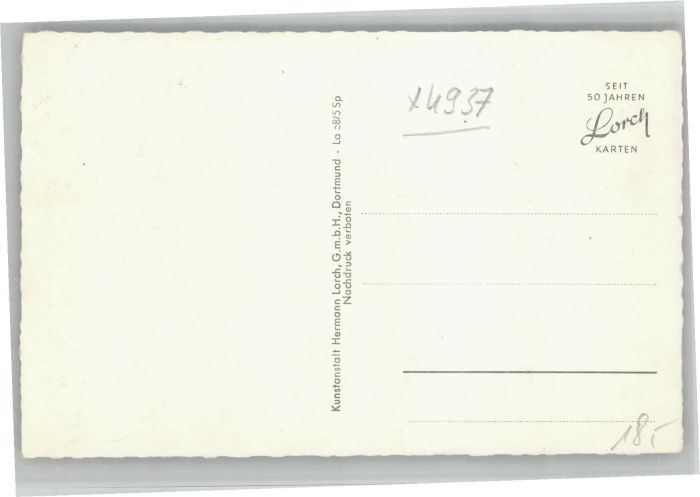 Kunstanstalt Hermann Lorch, G.m.b.H., Dortmund - La 58/5 Sp
Nachdruck verboten
x4937
SEIT
50 JAHREN
Lorch
KARTEN
18,-